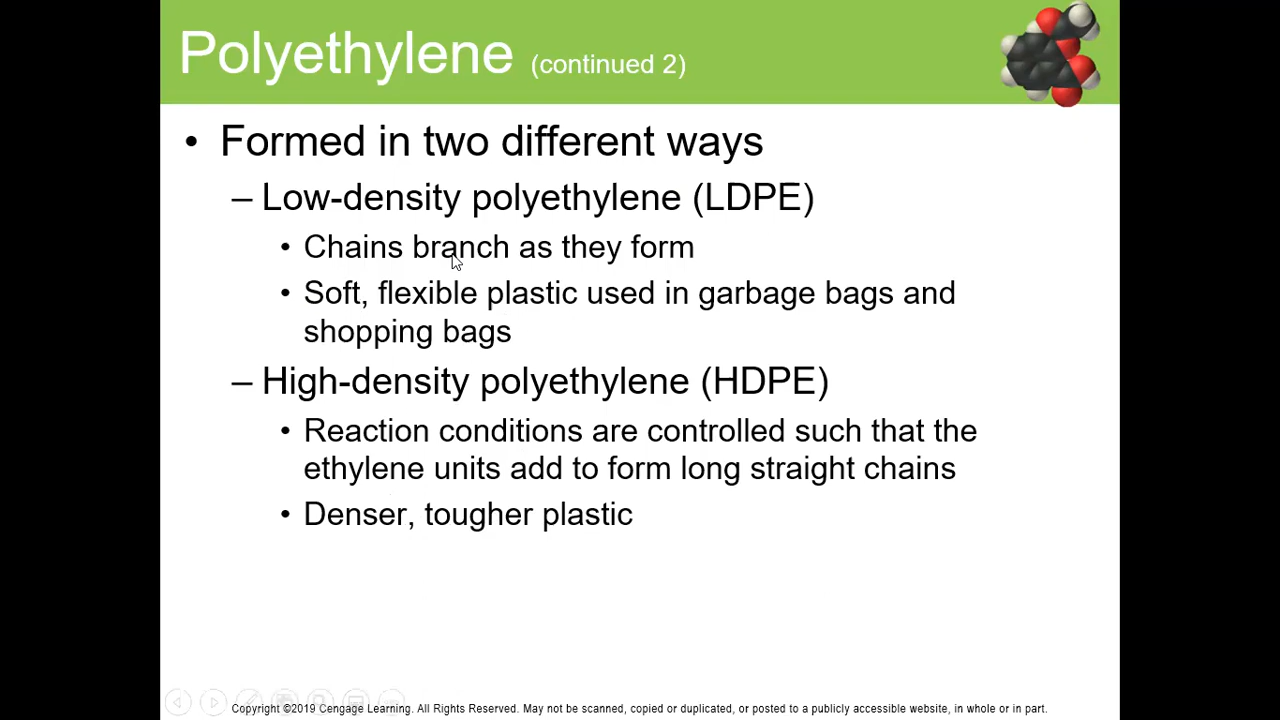 Polyethylene (continued 2)
• Formed in two different ways
– Low-density polyethylene (LDPE)
• Chains branch as they form
• Soft, flexible plastic used in garbage bags and
shopping bags
– High-density polyethylene (HDPE)
• Reaction conditions are controlled such that the
ethylene units add to form long straight chains
• Denser, tougher plastic
Copyright ©2019 Cengage Learning. All Rights Reserved. May not be scanned, copied or duplicated, or posted to a publicly accessible website, in whole or in part.